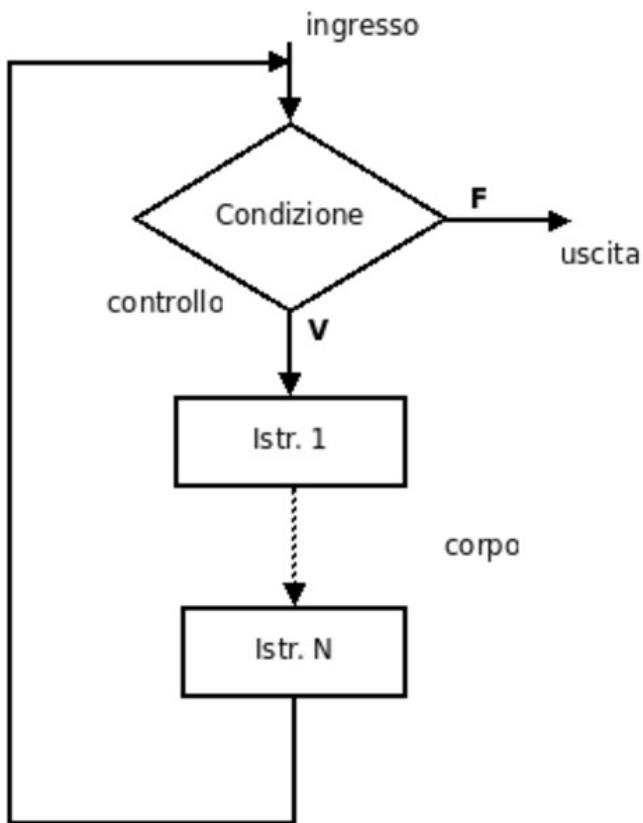 ingresso
Condizione
F
uscita
controllo
V
Istr. 1
corpo
Istr. N